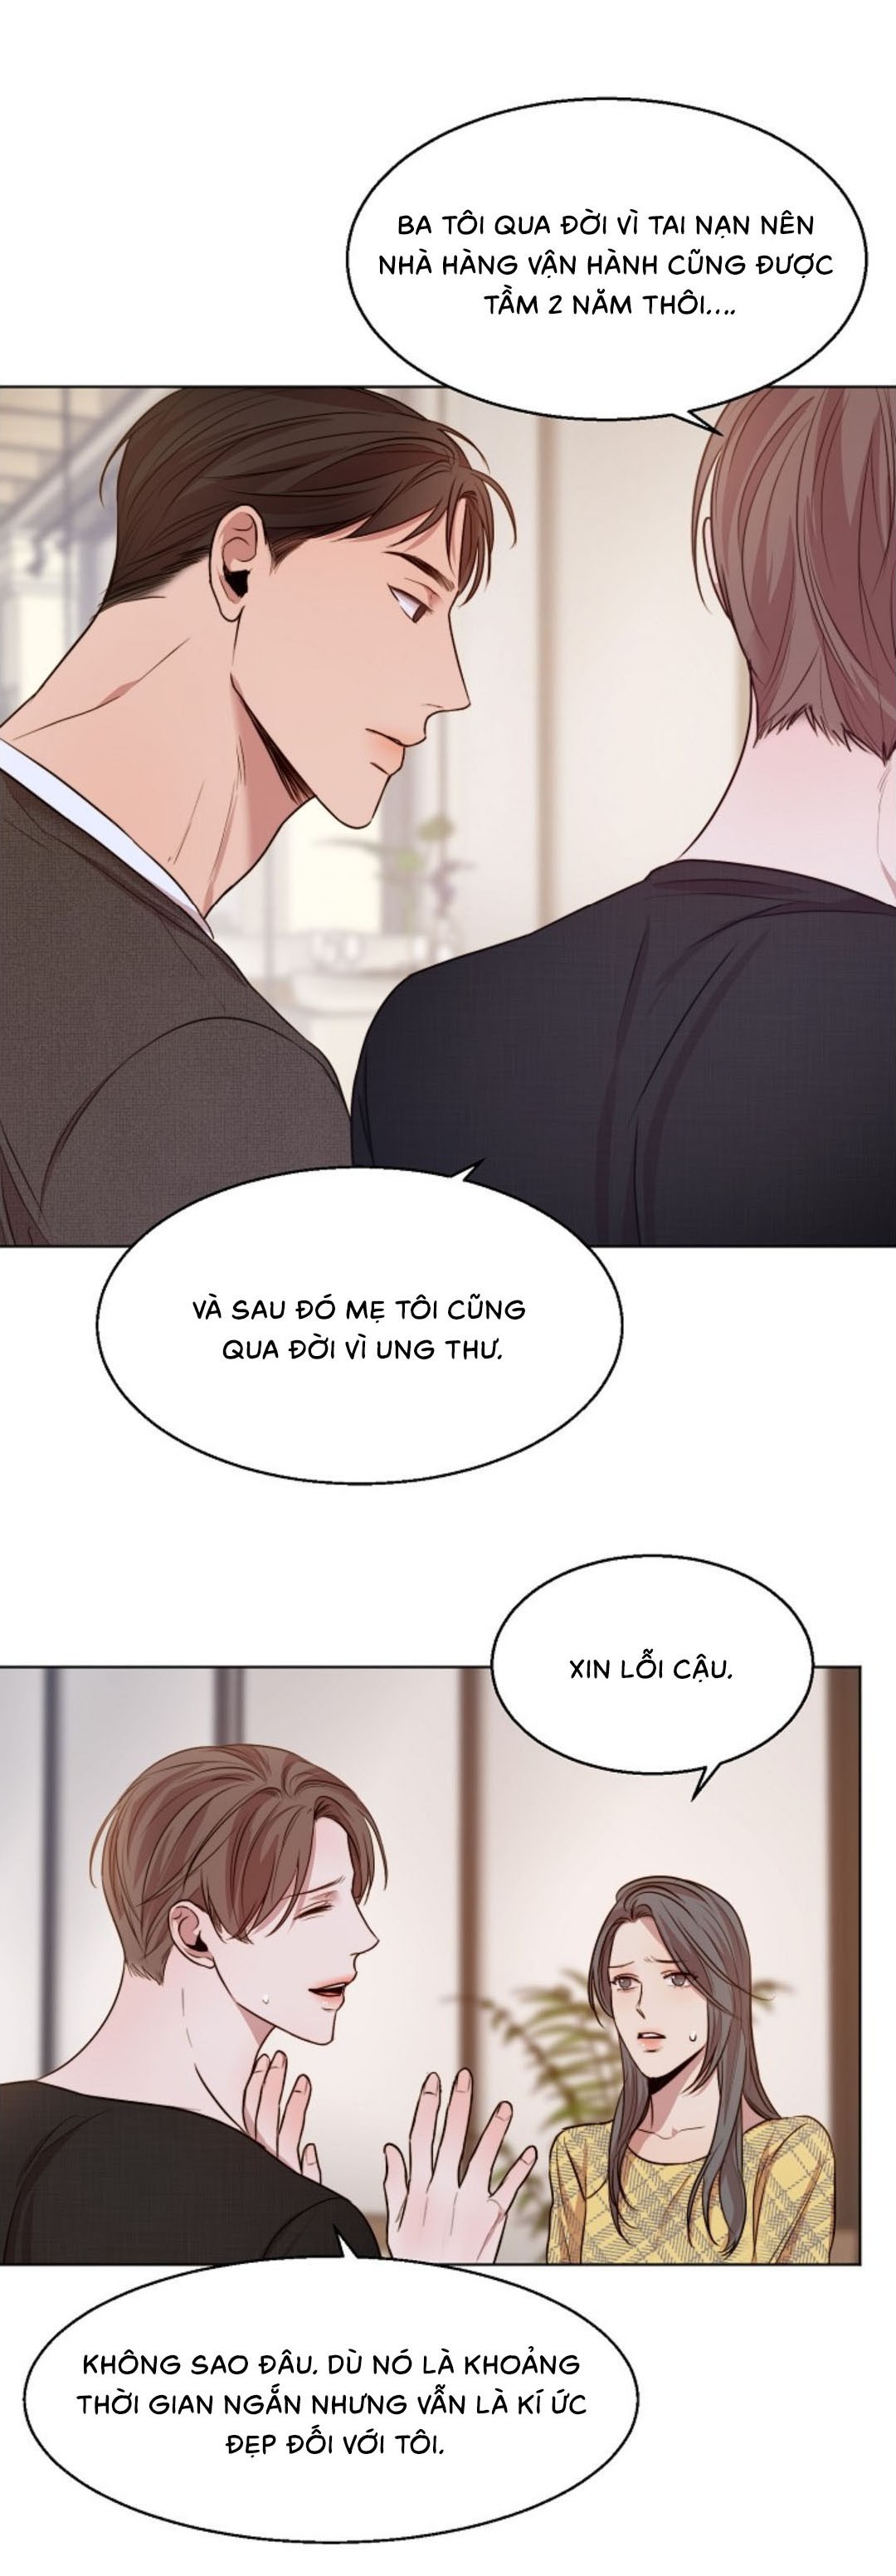 BA TÔI QUA ĐỜI VÌ TAI NẠN NÊN
NHÀ HÀNG VẬN HÀNH CŨNG ĐƯỢC
TẦM 2 NĂM THÔI....
VÀ SAU ĐÓ MẸ TÔI CŨNG
QUA ĐỜI VÌ UNG THƯ.
XIN LỖI CẬU.
KHÔNG SAO ĐÂU. DÙ NÓ LÀ KHOẢNG
THỜI GIAN NGẮN NHƯNG VẪN LÀ KÍ ỨC
ĐẸP ĐỐI VỚI TÔI.